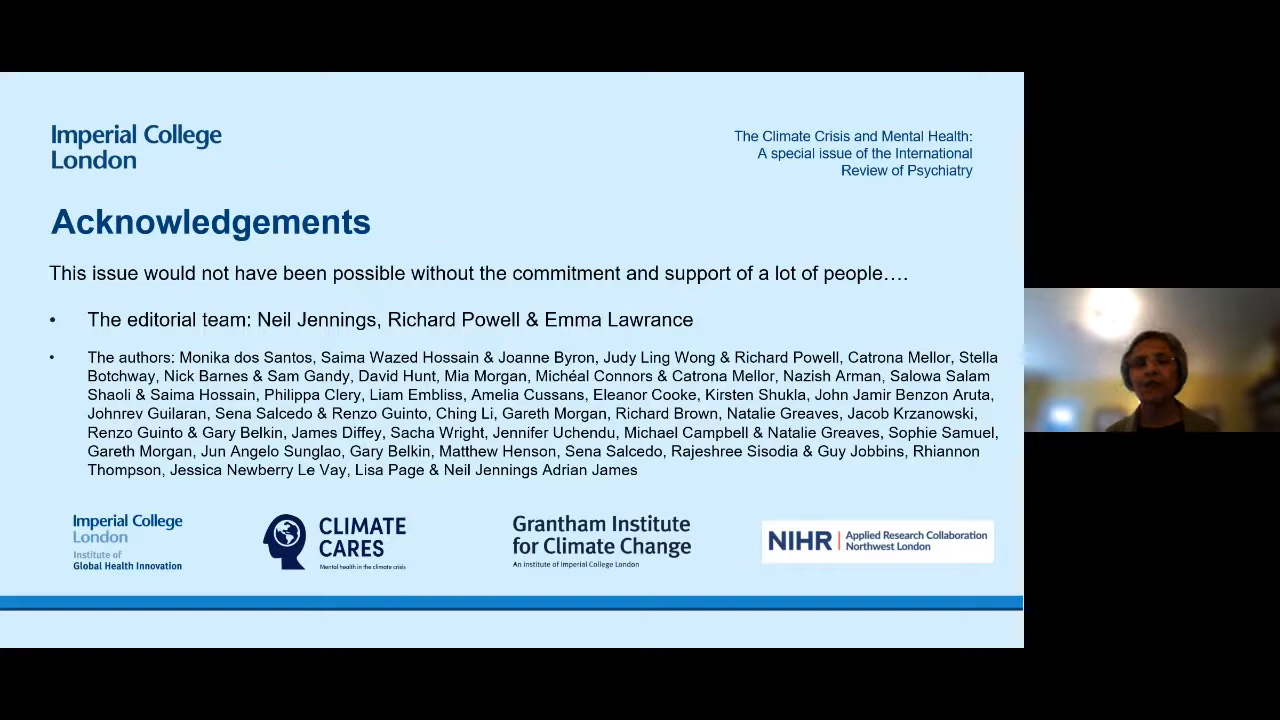 Imperial College
London
The Climate Crisis and Mental Health:
A special issue of the International
Review of Psychiatry
Acknowledgements
This issue would not have been possible without the commitment and support of a lot of people….
• The editorial team: Neil Jennings, Richard Powell & Emma Lawrance
• The authors: Monika dos Santos, Saima Wazed Hossain & Joanne Byron, Judy Ling Wong & Richard Powell, Catrona Mellor, Stella
Botchway, Nick Barnes & Sam Gandy, David Hunt, Mia Morgan, Michéal Connors & Catrona Mellor, Nazish Arman, Salowa Salam
Shaoli & Saima Hossain, Philippa Clery, Liam Embliss, Amelia Cussans, Eleanor Cooke, Kirsten Shukla, John Jamir Benzon Aruta,
Johnrev Guilaran, Sena Salcedo & Renzo Guinto, Ching Li, Gareth Morgan, Richard Brown, Natalie Greaves, Jacob Krzanowski,
Renzo Guinto & Gary Belkin, James Diffey, Sacha Wright, Jennifer Uchendu, Michael Campbell & Natalie Greaves, Sophie Samuel,
Gareth Morgan, Jun Angelo Sunglao, Gary Belkin, Matthew Henson, Sena Salcedo, Rajeshree Sisodia & Guy Jobbins, Rhiannon
Thompson, Jessica Newberry Le Vay, Lisa Page & Neil Jennings Adrian James
Imperial College
London
Institute of
Global Health Innovation
CLIMATE
CARES
Mental health in the climate crisis
Grantham Institute
for Climate Change
An institute of Imperial College London
NIHR | Applied Research Collaboration
Northwest London